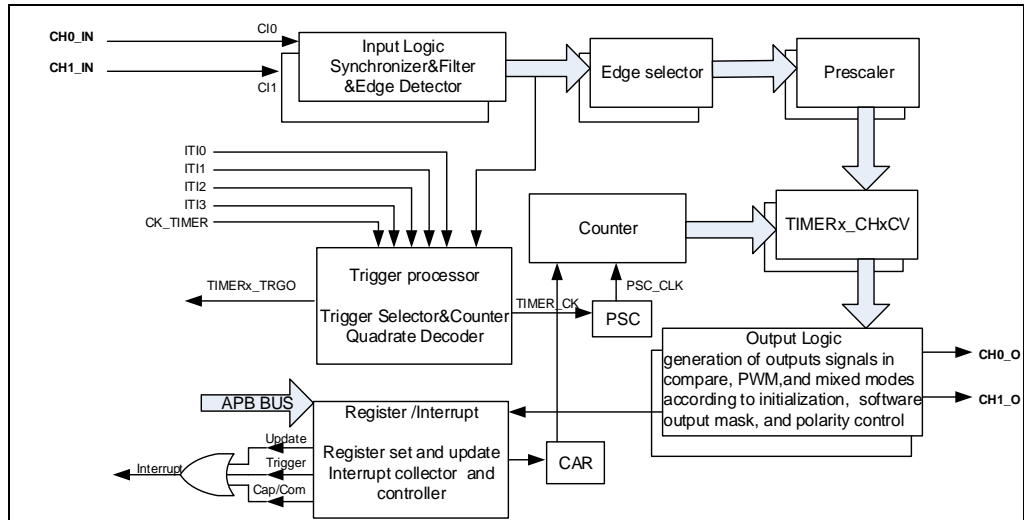 CH0_IN
CI0
CH1_IN
CI1
Input Logic
Synchronizer&Filter
&Edge Detector
Edge selector
Prescaler
ITI0
ITI1
ITI2
ITI3
CK_TIMER
Counter
TIMERx_CHxCV
Trigger processor
Trigger Selector&Counter
Quadrate Decoder
TIMERx_TRGO
TIMER_CK
PSC_CLK
PSC
Output Logic
generation of outputs signals in
compare, PWM,and mixed modes
according to initialization, software
output mask, and polarity control
CH0_O
CH1_O
APB BUS
Register /Interrupt
Register set and update
Interrupt collector and
controller
CAR
Update
Trigger
Cap/Com
Interrupt